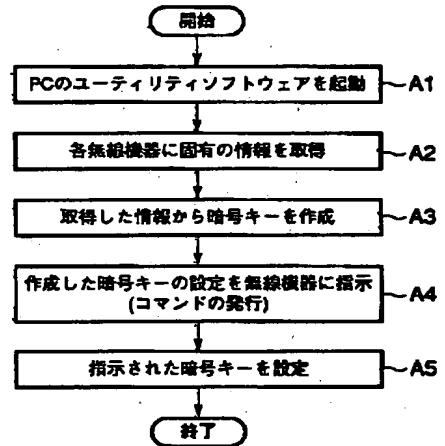 開始
PCのユーティリティソフトウェアを起動 A1
各無線機器に固有の情報を取得 A2
取得した情報から暗号キーを作成 A3
作成した暗号キーの設定を無線機器に指示
(コマンドの発行) A4
指示された暗号キーを設定 A5
終了